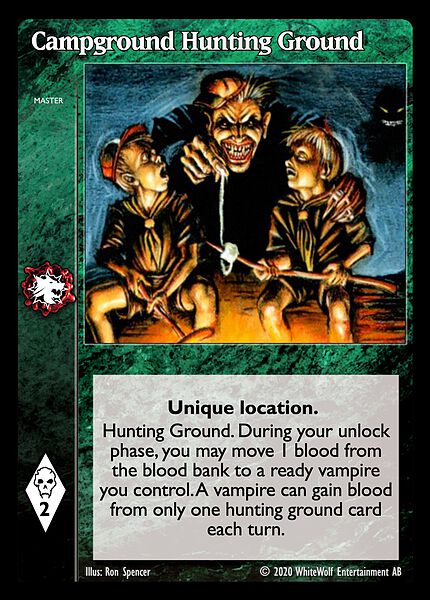 Campground Hunting Ground
MASTER
Unique location.
Hunting Ground. During your unlock
phase, you may move 1 blood from
the blood bank to a ready vampire
you control. A vampire can gain blood
from only one hunting ground card
each turn.
2
Illus: Ron Spencer
© 2020 WhiteWolf Entertainment AB